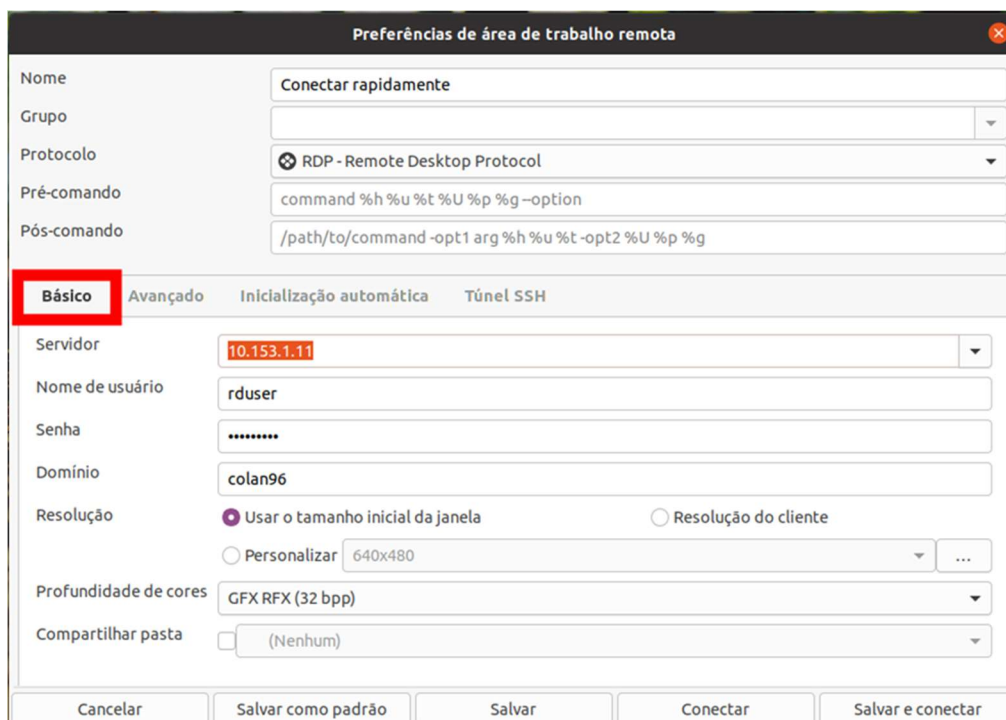 Preferências de área de trabalho remota
Nome
Conectar rapidamente
Grupo
Protocolo
RDP - Remote Desktop Protocol
Pré-comando
command %h %u %t %U %p %g --option
Pós-comando
/path/to/command -opt1 arg %h %u %t -opt2 %U %p %g
Básico Avançado Inicialização automática Túnel SSH
Servidor
10.153.1.11
Nome de usuário
rduser
Senha
•••••••••
Domínio
colan96
Resolução
Usar o tamanho inicial da janela Resolução do cliente
Personalizar 640x480 ...
Profundidade de cores
GFX RFX (32 bpp)
Compartilhar pasta
(Nenhum)
Cancelar Salvar como padrão Salvar Conectar Salvar e conectar